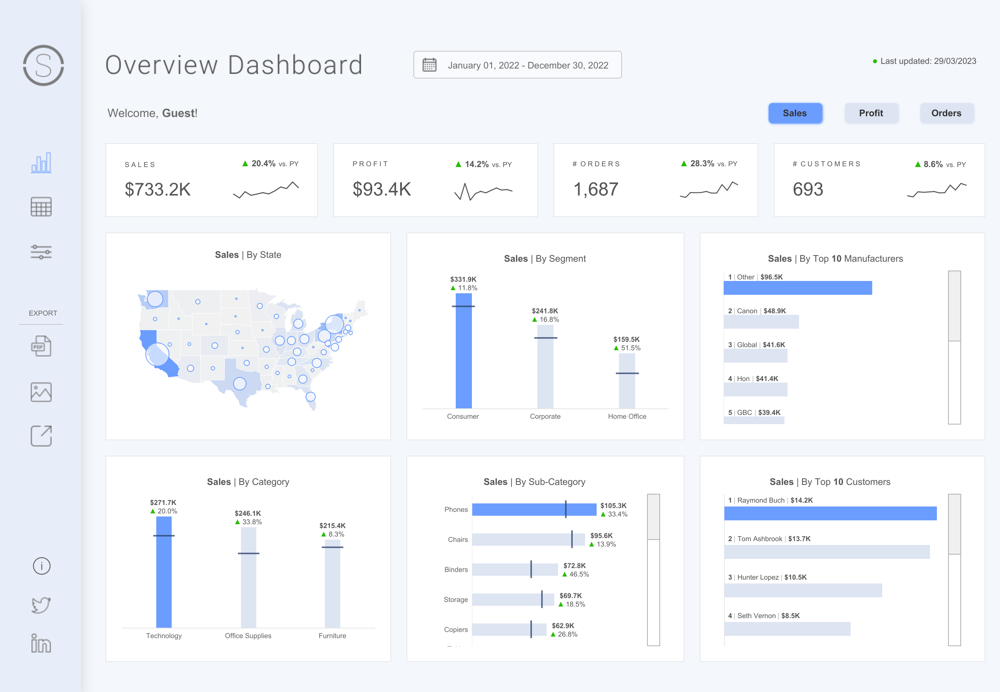 S
Overview Dashboard
January 01, 2022 - December 30, 2022
Last updated: 29/03/2023
Welcome, Guest!
Sales
Profit
Orders
SALES
▲ 20.4% vs. PY
$733.2K
PROFIT
▲ 14.2% vs. PY
$93.4K
# ORDERS
▲ 28.3% vs. PY
1,687
# CUSTOMERS
▲ 8.6% vs. PY
693
EXPORT
PDF
i
in
Sales | By State
Sales | By Segment
$331.9K
▲ 11.8%
$241.8K
▲ 16.8%
$159.5K
▲ 51.5%
Consumer
Corporate
Home Office
Sales | By Top 10 Manufacturers
1 | Other | $96.5K
2 | Canon | $48.9K
3 | Global | $41.6K
4 | Hon | $41.4K
5 | GBC | $39.4K
Sales | By Category
$271.7K
▲ 20.0%
$246.1K
▲ 33.8%
$215.4K
▲ 8.3%
Technology
Office Supplies
Furniture
Sales | By Sub-Category
Phones
$105.3K
▲ 33.4%
Chairs
$95.6K
▲ 13.9%
Binders
$72.8K
▲ 46.5%
Storage
$69.7K
▲ 18.5%
Copiers
$62.9K
▲ 26.8%
Sales | By Top 10 Customers
1 | Raymond Buch | $14.2K
2 | Tom Ashbrook | $13.7K
3 | Hunter Lopez | $10.5K
4 | Seth Vernon | $8.5K